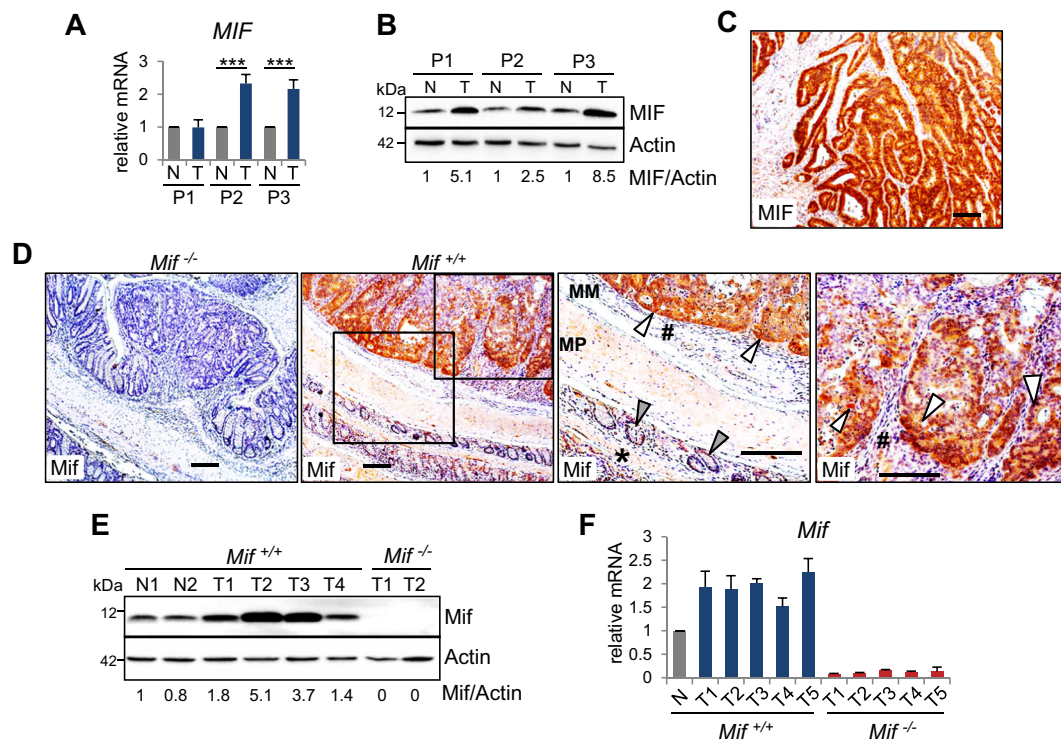 A
MIF
relative mRNA
3
2
1
0
***
***
N T N T N T
P1 P2 P3
B
P1 P2 P3
kDa
N T N T N T
12
MIF
42
Actin
1 5.1 1 2.5 1 8.5 MIF/Actin
C
MIF
D
Mif -/-
Mif +/+
Mif
Mif
MM
MP
#
*
Mif
#
Mif
E
Mif +/+
Mif -/-
kDa
N1 N2 T1 T2 T3 T4 T1 T2
12
Mif
42
Actin
1 0.8 1.8 5.1 3.7 1.4 0 0 Mif/Actin
F
Mif
relative mRNA
3
2.5
2
1.5
1
0.5
0
N T1 T2 T3 T4 T5 T1 T2 T3 T4 T5
Mif +/+
Mif -/-